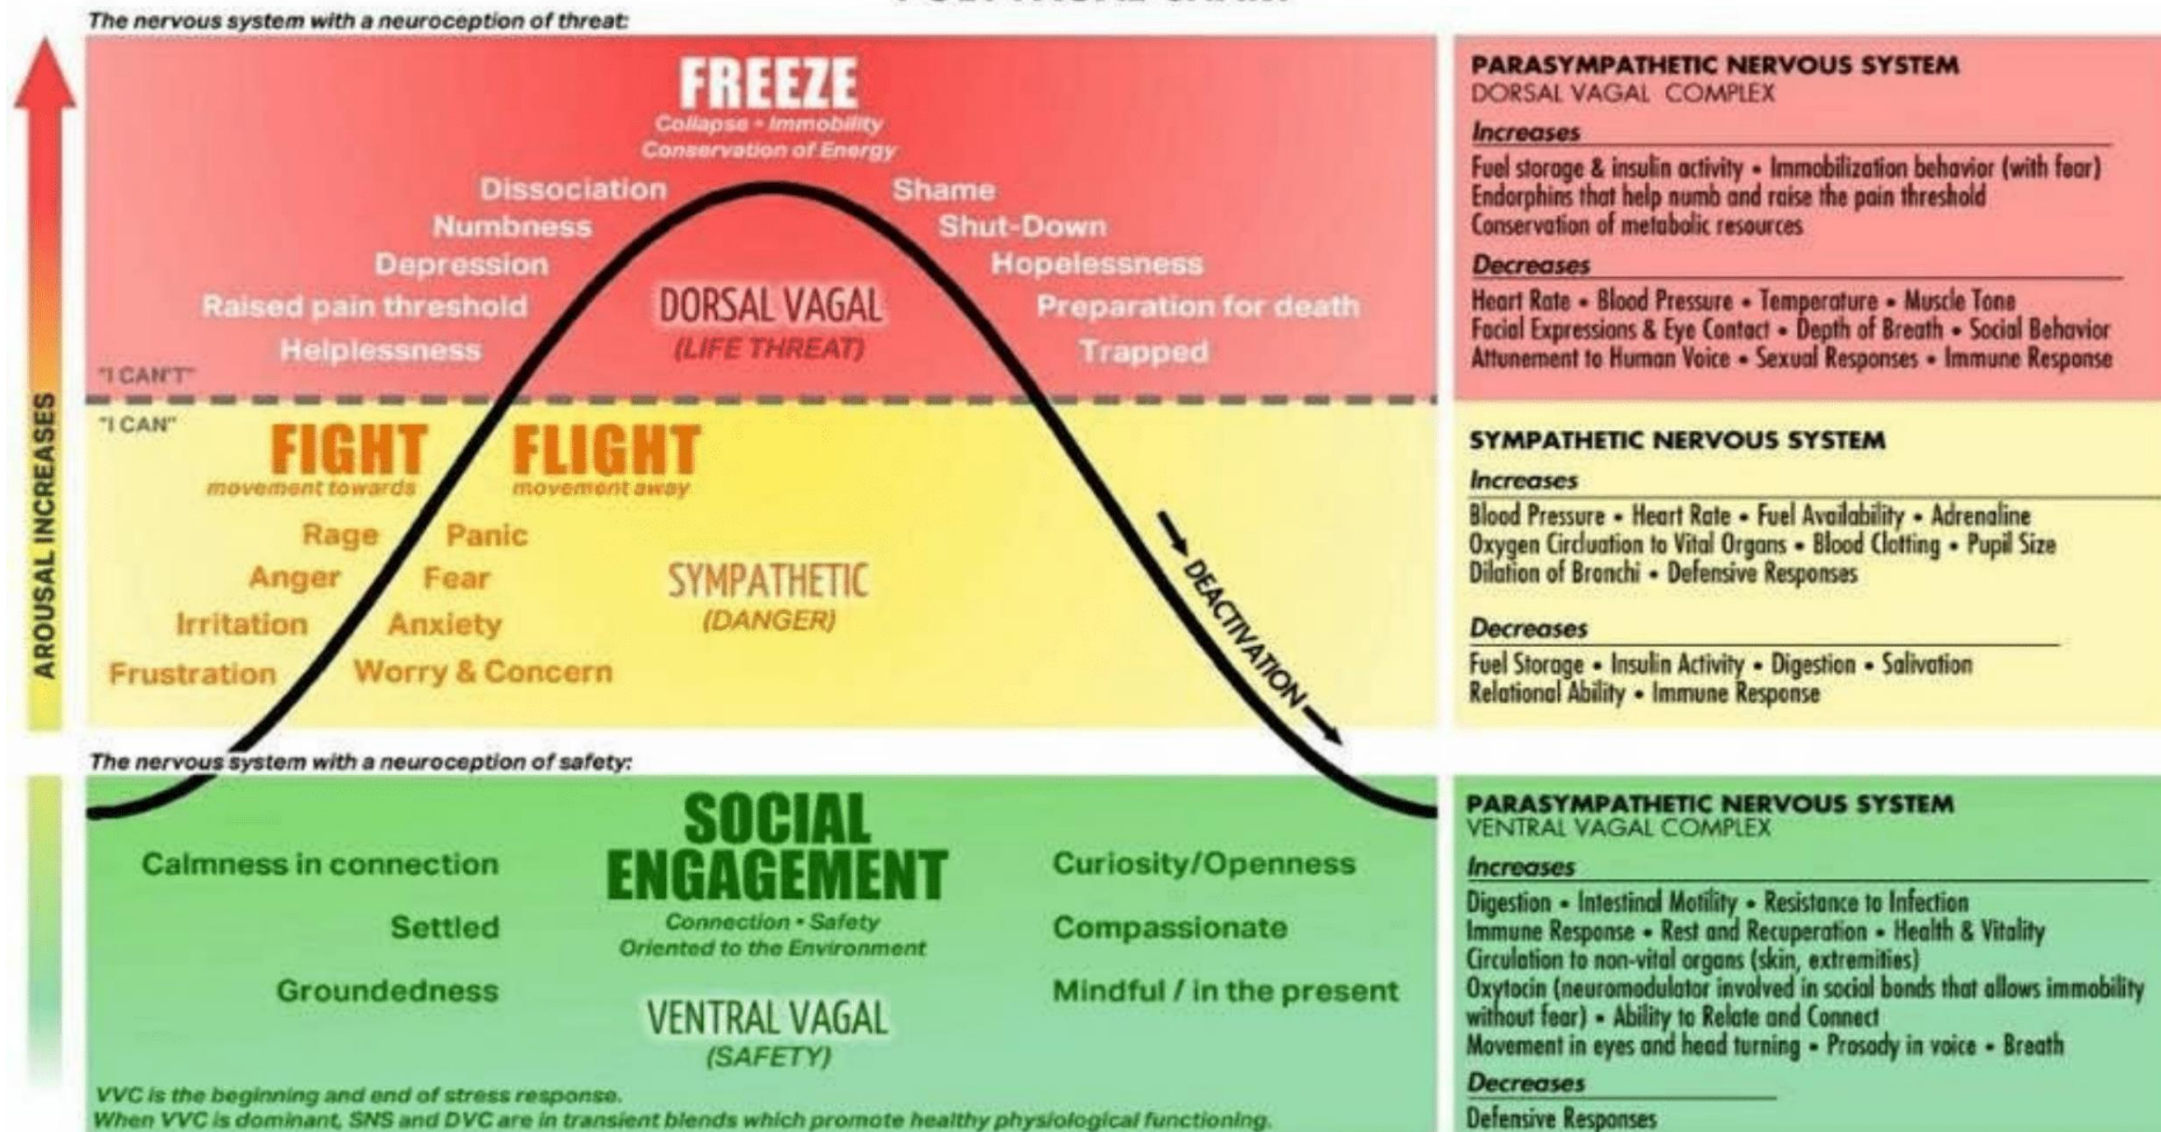 The nervous system with a neuroception of threat:
FREEZE
Collapse • Immobility
Conservation of Energy
Dissociation
Numbness
Depression
Raised pain threshold
Helplessness
Shame
Shut-Down
Hopelessness
Preparation for death
Trapped
DORSAL VAGAL
(LIFE THREAT)
"I CAN'T"
"I CAN"
AROUSAL INCREASES
FIGHT
movement towards
FLIGHT
movement away
Rage
Anger
Irritation
Frustration
Panic
Fear
Anxiety
Worry & Concern
SYMPATHETIC
(DANGER)
DEACTIVATION
The nervous system with a neuroception of safety:
SOCIAL
ENGAGEMENT
Connection • Safety
Oriented to the Environment
Calmness in connection
Settled
Groundedness
Curiosity/Openness
Compassionate
Mindful / in the present
VENTRAL VAGAL
(SAFETY)
VVC is the beginning and end of stress response.
When VVC is dominant, SNS and DVC are in transient blends which promote healthy physiological functioning.
PARASYMPATHETIC NERVOUS SYSTEM
DORSAL VAGAL COMPLEX
Increases
Fuel storage & insulin activity • Immobilization behavior (with fear)
Endorphins that help numb and raise the pain threshold
Conservation of metabolic resources
Decreases
Heart Rate • Blood Pressure • Temperature • Muscle Tone
Facial Expressions & Eye Contact • Depth of Breath • Social Behavior
Attunement to Human Voice • Sexual Responses • Immune Response
SYMPATHETIC NERVOUS SYSTEM
Increases
Blood Pressure • Heart Rate • Fuel Availability • Adrenaline
Oxygen Circluation to Vital Organs • Blood Clotting • Pupil Size
Dilation of Bronchi • Defensive Responses
Decreases
Fuel Storage • Insulin Activity • Digestion • Salivation
Relational Ability • Immune Response
PARASYMPATHETIC NERVOUS SYSTEM
VENTRAL VAGAL COMPLEX
Increases
Digestion • Intestinal Motility • Resistance to Infection
Immune Response • Rest and Recuperation • Health & Vitality
Circulation to non-vital organs (skin, extremities)
Oxytocin (neuromodulator involved in social bonds that allows immobility
without fear) • Ability to Relate and Connect
Movement in eyes and head turning • Prosody in voice • Breath
Decreases
Defensive Responses